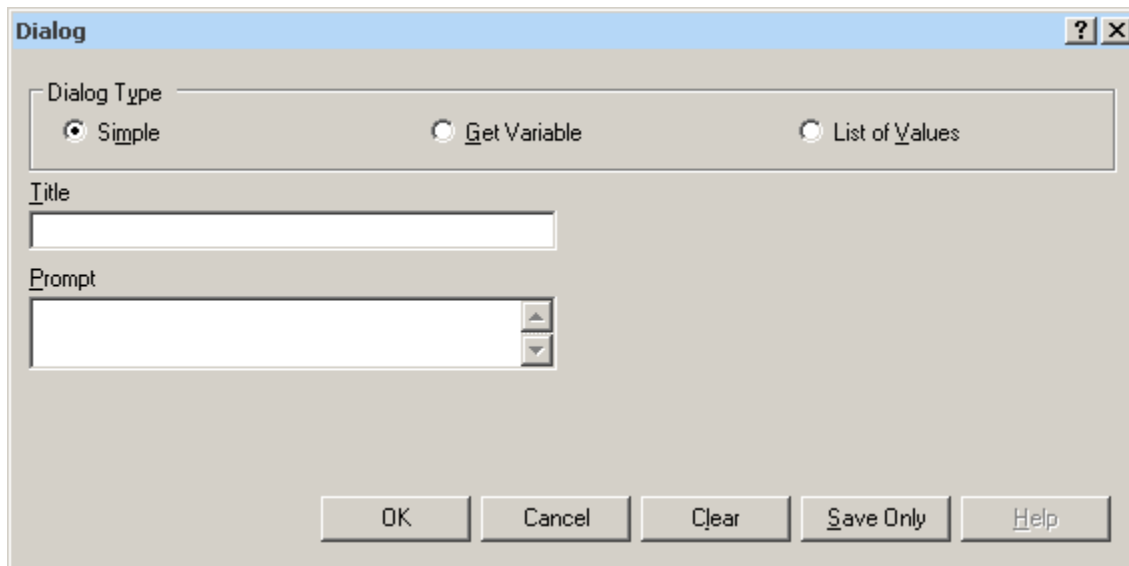 Dialog ?
Dialog Type
Simple Get Variable List of Values
Title
Prompt
OK Cancel Clear Save Only Help